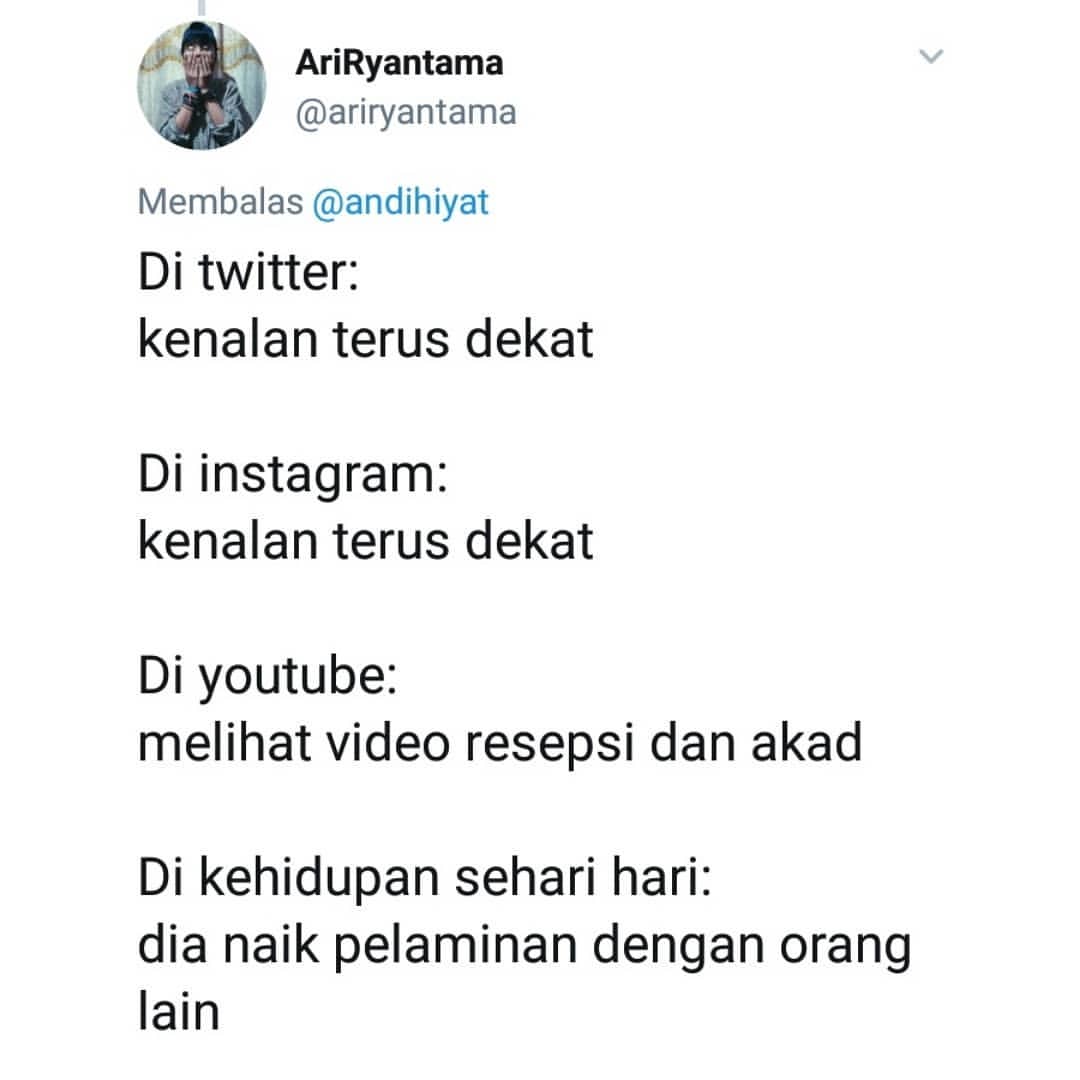 AriRyantama
@ariryantama
Membalas @andihiyat
Di twitter:
kenalan terus dekat
Di instagram:
kenalan terus dekat
Di youtube:
melihat video resepsi dan akad
Di kehidupan sehari hari:
dia naik pelaminan dengan orang
lain